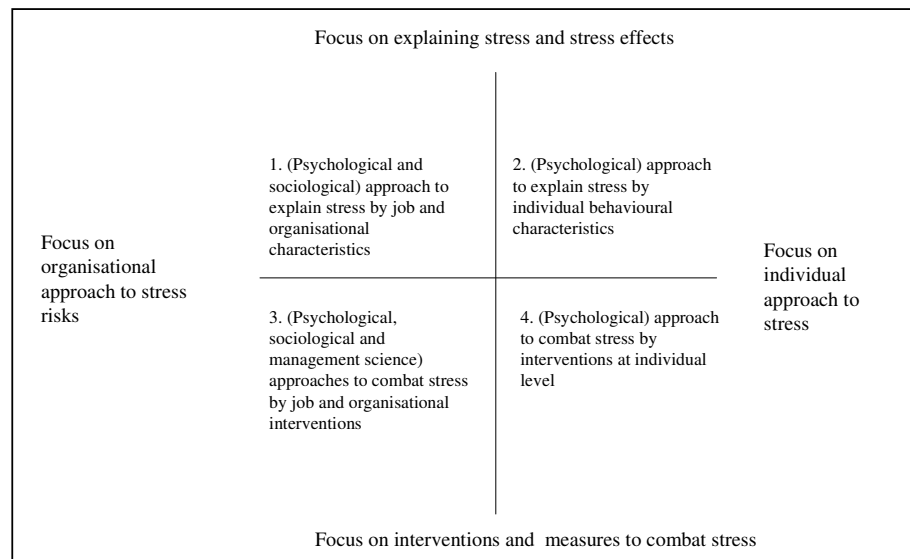 Focus on explaining stress and stress effects
1. (Psychological and
sociological) approach to
explain stress by job and
organisational
characteristics
2. (Psychological) approach
to explain stress by
individual behavioural
characteristics
Focus on
organisational
approach to stress
risks
Focus on
individual
approach to
stress
3. (Psychological,
sociological and
management science)
approaches to combat stress
by job and organisational
interventions
4. (Psychological) approach
to combat stress by
interventions at individual
level
Focus on interventions and measures to combat stress